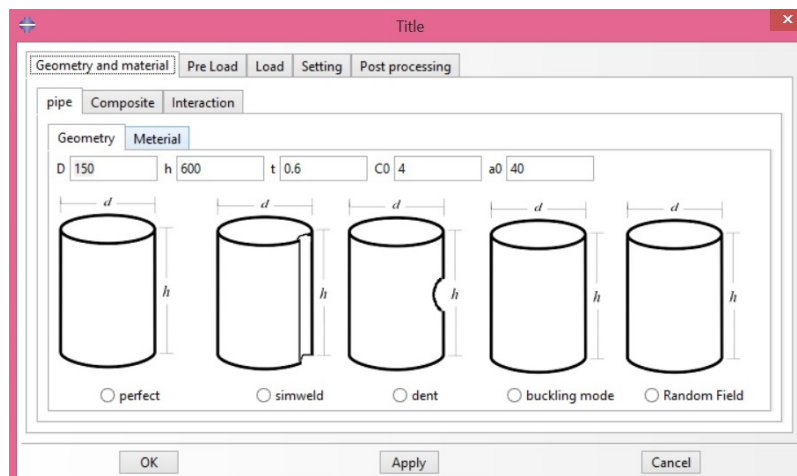 Title
Geometry and material Pre Load Load Setting Post processing
pipe Composite Interaction
Geometry Meterial
D 150 h 600 t 0.6 C0 4 a0 40
d d d d d
h h h h h
perfect simweld dent buckling mode Random Field
OK Apply Cancel